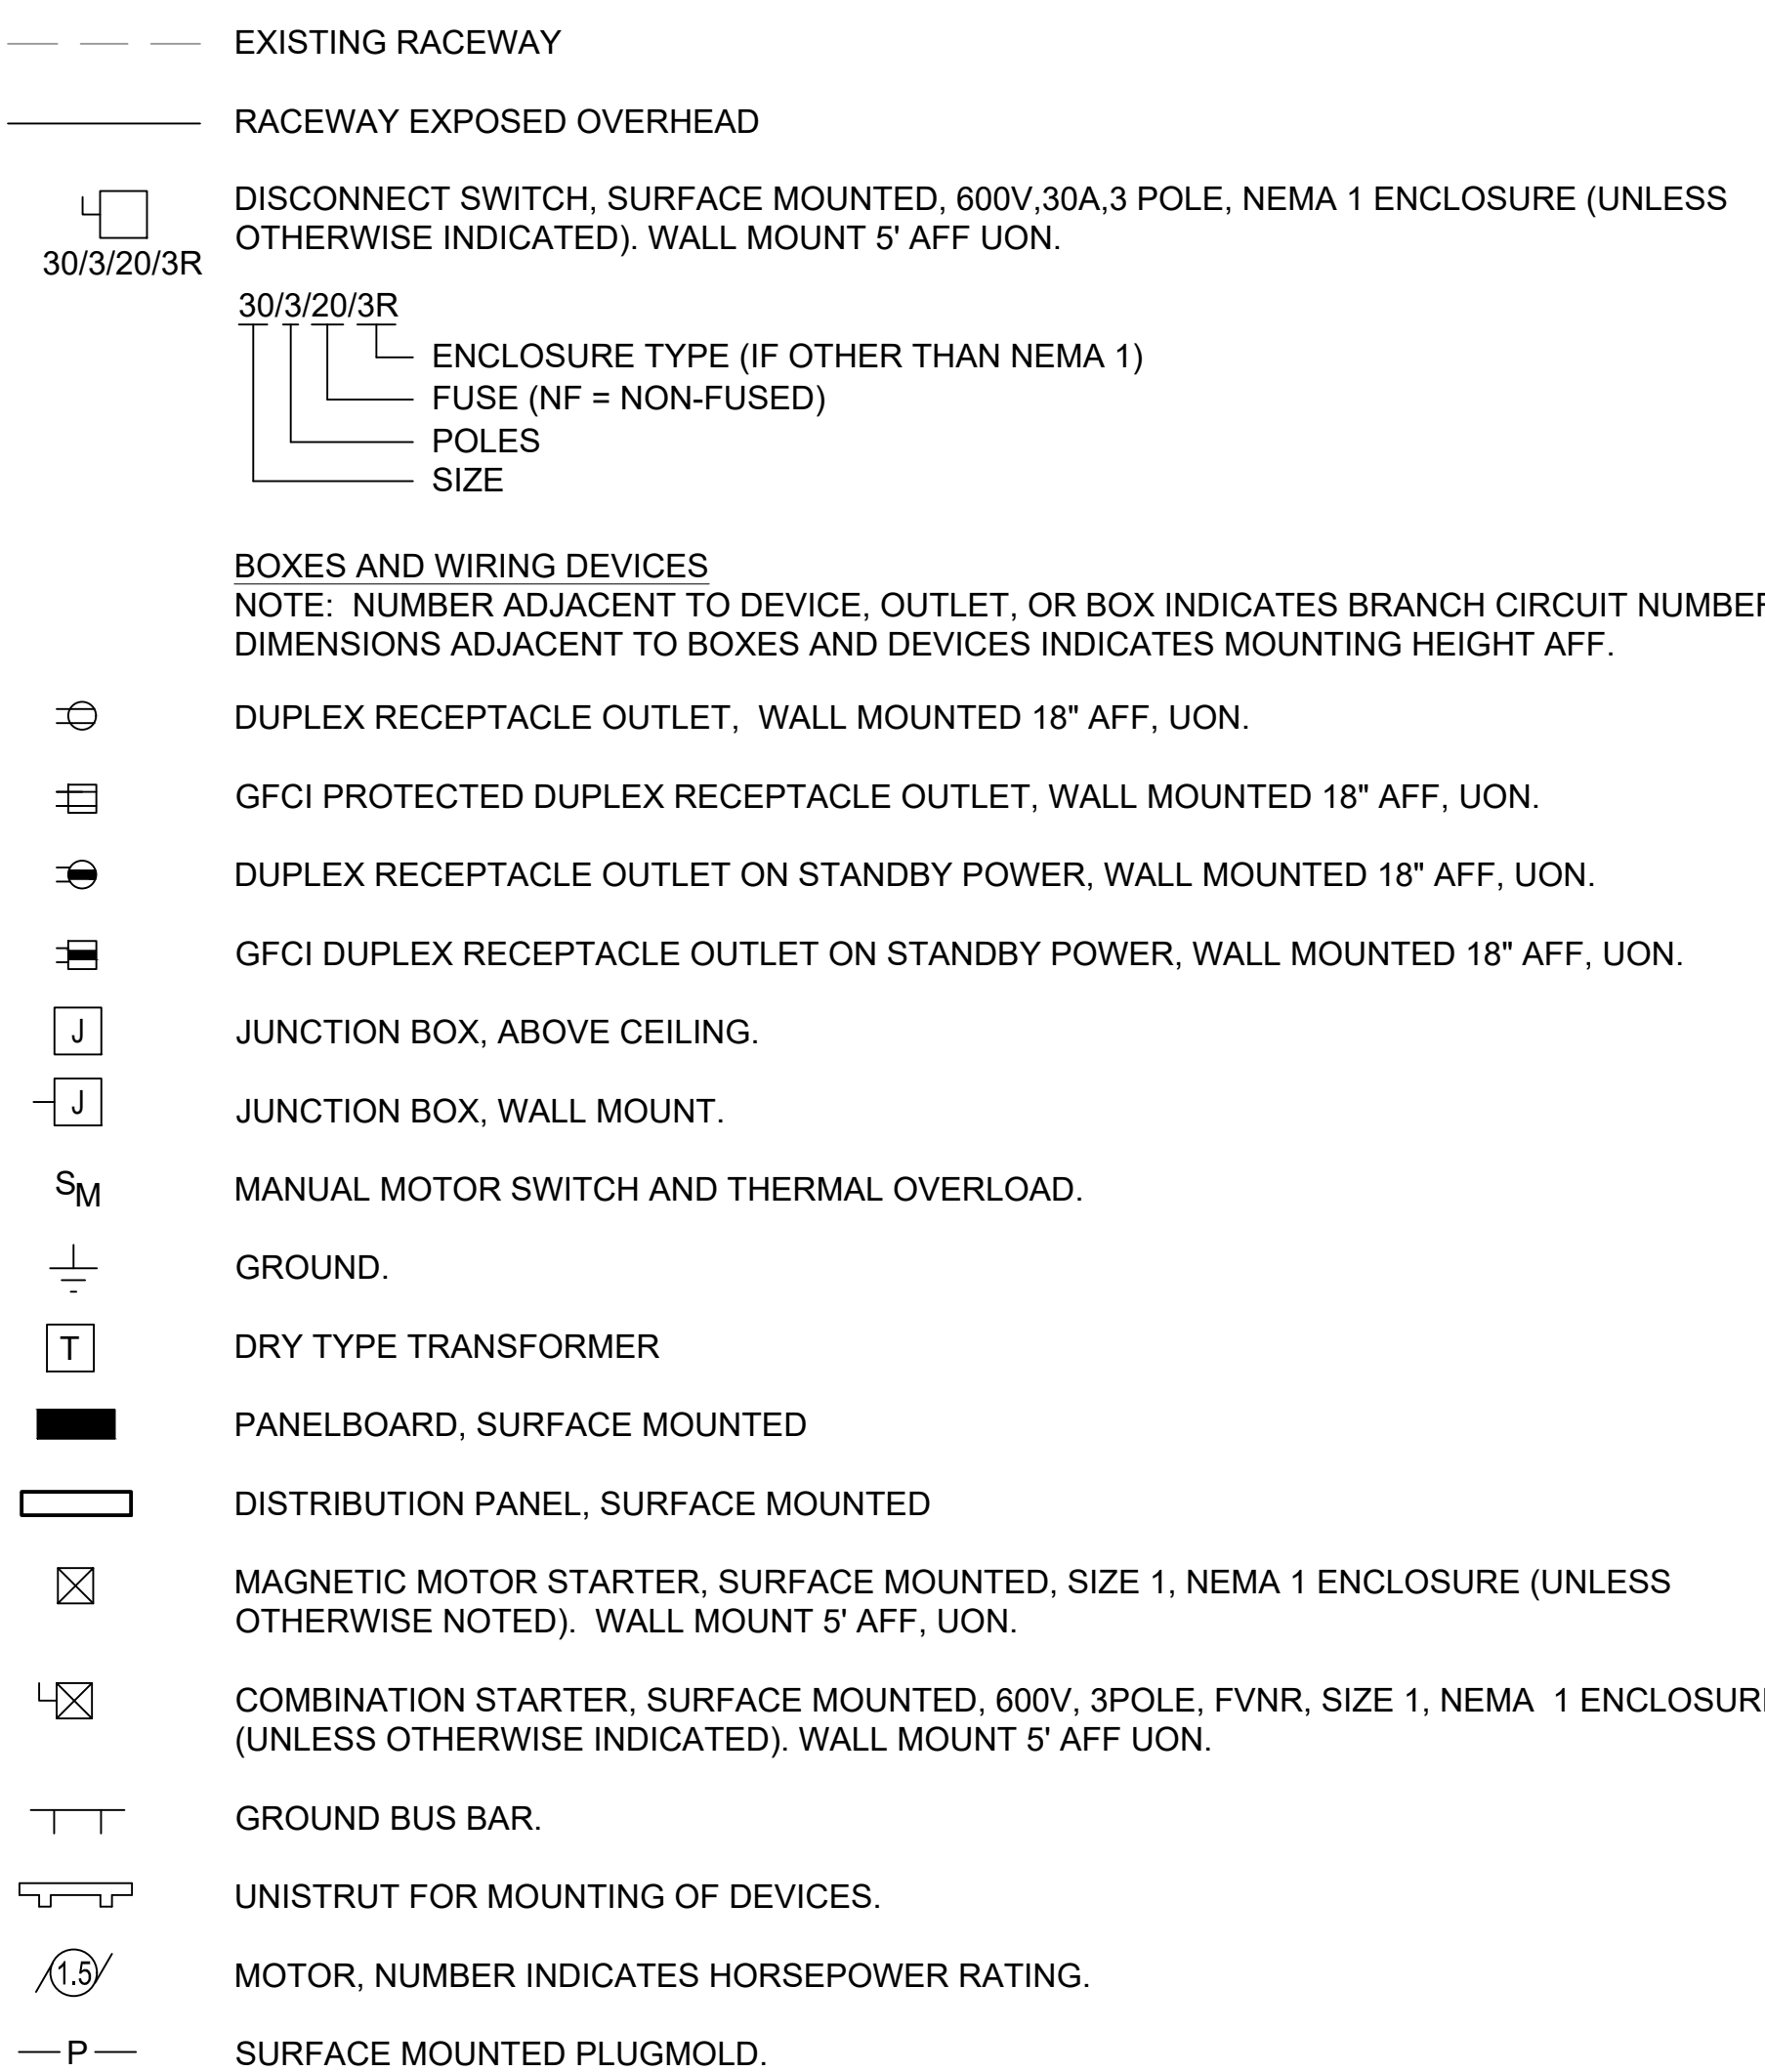 EXISTING RACEWAY
RACEWAY EXPOSED OVERHEAD
DISCONNECT SWITCH, SURFACE MOUNTED, 600V,30A,3 POLE, NEMA 1 ENCLOSURE (UNLESS
OTHERWISE INDICATED). WALL MOUNT 5' AFF UON.
30/3/20/3R
30/3/20/3R
ENCLOSURE TYPE (IF OTHER THAN NEMA 1)
FUSE (NF = NON-FUSED)
POLES
SIZE
BOXES AND WIRING DEVICES
NOTE: NUMBER ADJACENT TO DEVICE, OUTLET, OR BOX INDICATES BRANCH CIRCUIT NUMBER
DIMENSIONS ADJACENT TO BOXES AND DEVICES INDICATES MOUNTING HEIGHT AFF.
DUPLEX RECEPTACLE OUTLET, WALL MOUNTED 18" AFF, UON.
GFCI PROTECTED DUPLEX RECEPTACLE OUTLET, WALL MOUNTED 18" AFF, UON.
DUPLEX RECEPTACLE OUTLET ON STANDBY POWER, WALL MOUNTED 18" AFF, UON.
GFCI DUPLEX RECEPTACLE OUTLET ON STANDBY POWER, WALL MOUNTED 18" AFF, UON.
J JUNCTION BOX, ABOVE CEILING.
J JUNCTION BOX, WALL MOUNT.
SM MANUAL MOTOR SWITCH AND THERMAL OVERLOAD.
GROUND.
T DRY TYPE TRANSFORMER
PANELBOARD, SURFACE MOUNTED
DISTRIBUTION PANEL, SURFACE MOUNTED
MAGNETIC MOTOR STARTER, SURFACE MOUNTED, SIZE 1, NEMA 1 ENCLOSURE (UNLESS
OTHERWISE NOTED). WALL MOUNT 5' AFF, UON.
COMBINATION STARTER, SURFACE MOUNTED, 600V, 3POLE, FVNR, SIZE 1, NEMA 1 ENCLOSURE
(UNLESS OTHERWISE INDICATED). WALL MOUNT 5' AFF UON.
GROUND BUS BAR.
UNISTRUT FOR MOUNTING OF DEVICES.
1.5 MOTOR, NUMBER INDICATES HORSEPOWER RATING.
P SURFACE MOUNTED PLUGMOLD.